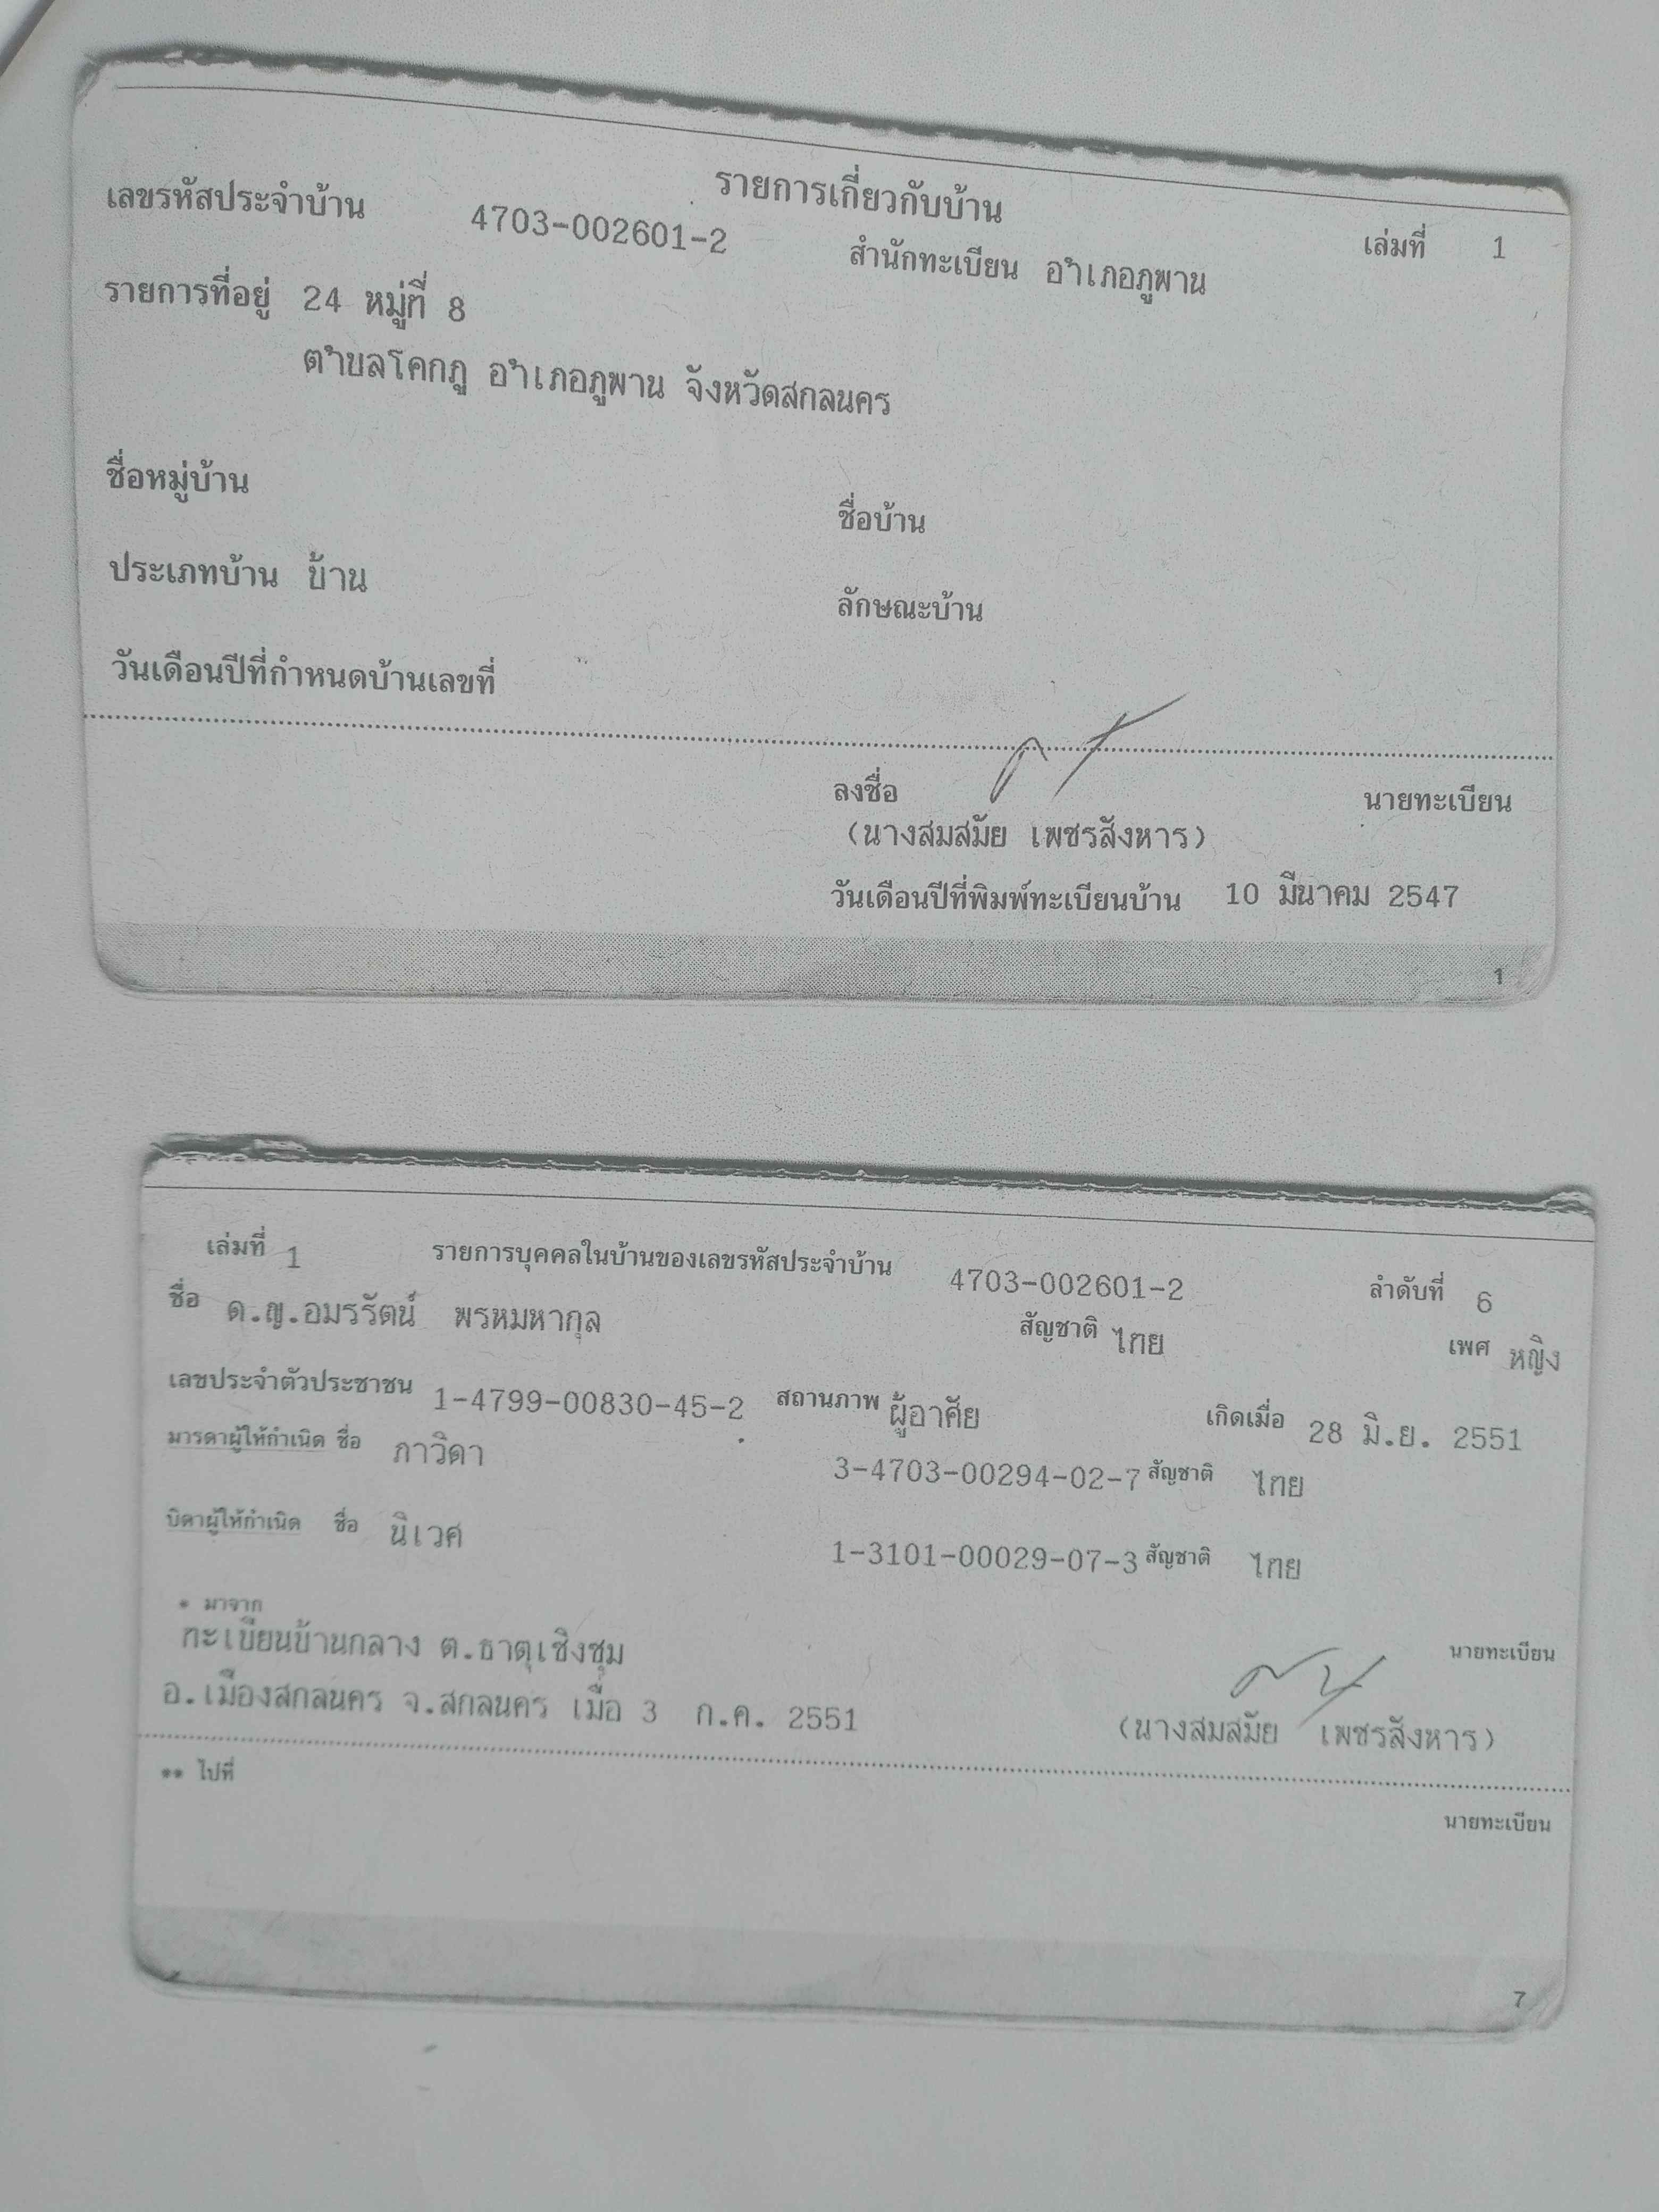 รายการเกี่ยวกับบ้าน
เล่มที่ 1
เลขรหัสประจำบ้าน 4703-002601-2 สำนักทะเบียน อำเภอภูพาน
รายการที่อยู่ 24 หมู่ที่ 8
ตำบลโคกภู อำเภอภูพาน จังหวัดสกลนคร
ชื่อหมู่บ้าน ชื่อบ้าน
ประเภทบ้าน บ้าน ลักษณะบ้าน
วันเดือนปีที่กำหนดบ้านเลขที่
ลงชื่อ นายทะเบียน
(นางสมสมัย เพชรสังหาร)
วันเดือนปีที่พิมพ์ทะเบียนบ้าน 10 มีนาคม 2547
1
เล่มที่ 1 รายการบุคคลในบ้านของเลขรหัสประจำบ้าน 4703-002601-2 ลำดับที่ 6
ชื่อ ด.ญ.อมรรัตน์ พรหมหากุล สัญชาติ ไทย เพศ หญิง
เลขประจำตัวประชาชน 1-4799-00830-45-2 สถานภาพ ผู้อาศัย เกิดเมื่อ 28 มิ.ย. 2551
มารดาผู้ให้กำเนิด ชื่อ ภาวิดา 3-4703-00294-02-7 สัญชาติ ไทย
บิดาผู้ให้กำเนิด ชื่อ นิเวศ 1-3101-00029-07-3 สัญชาติ ไทย
* มาจาก
ทะเบียนบ้านกลาง ต.ธาตุเชิงชุม นายทะเบียน
อ.เมืองสกลนคร จ.สกลนคร เมื่อ 3 ก.ค. 2551 (นางสมสมัย เพชรสังหาร)
** ไปที่
นายทะเบียน
7